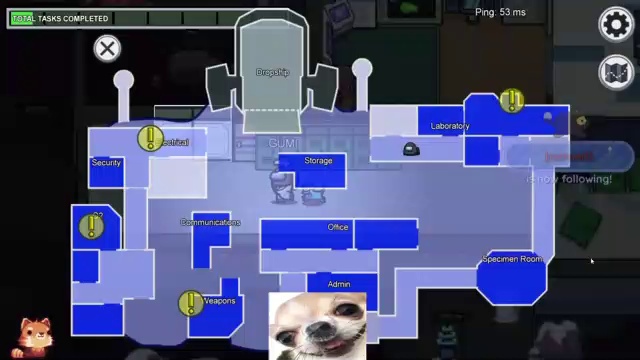 TOTAL TASKS COMPLETED
Ping: 53 ms
Dropship
Laboratory
Electrical
GUMI
Storage
Security
is now following!
O2
Communications
Office
Specimen Room
Admin
Weapons